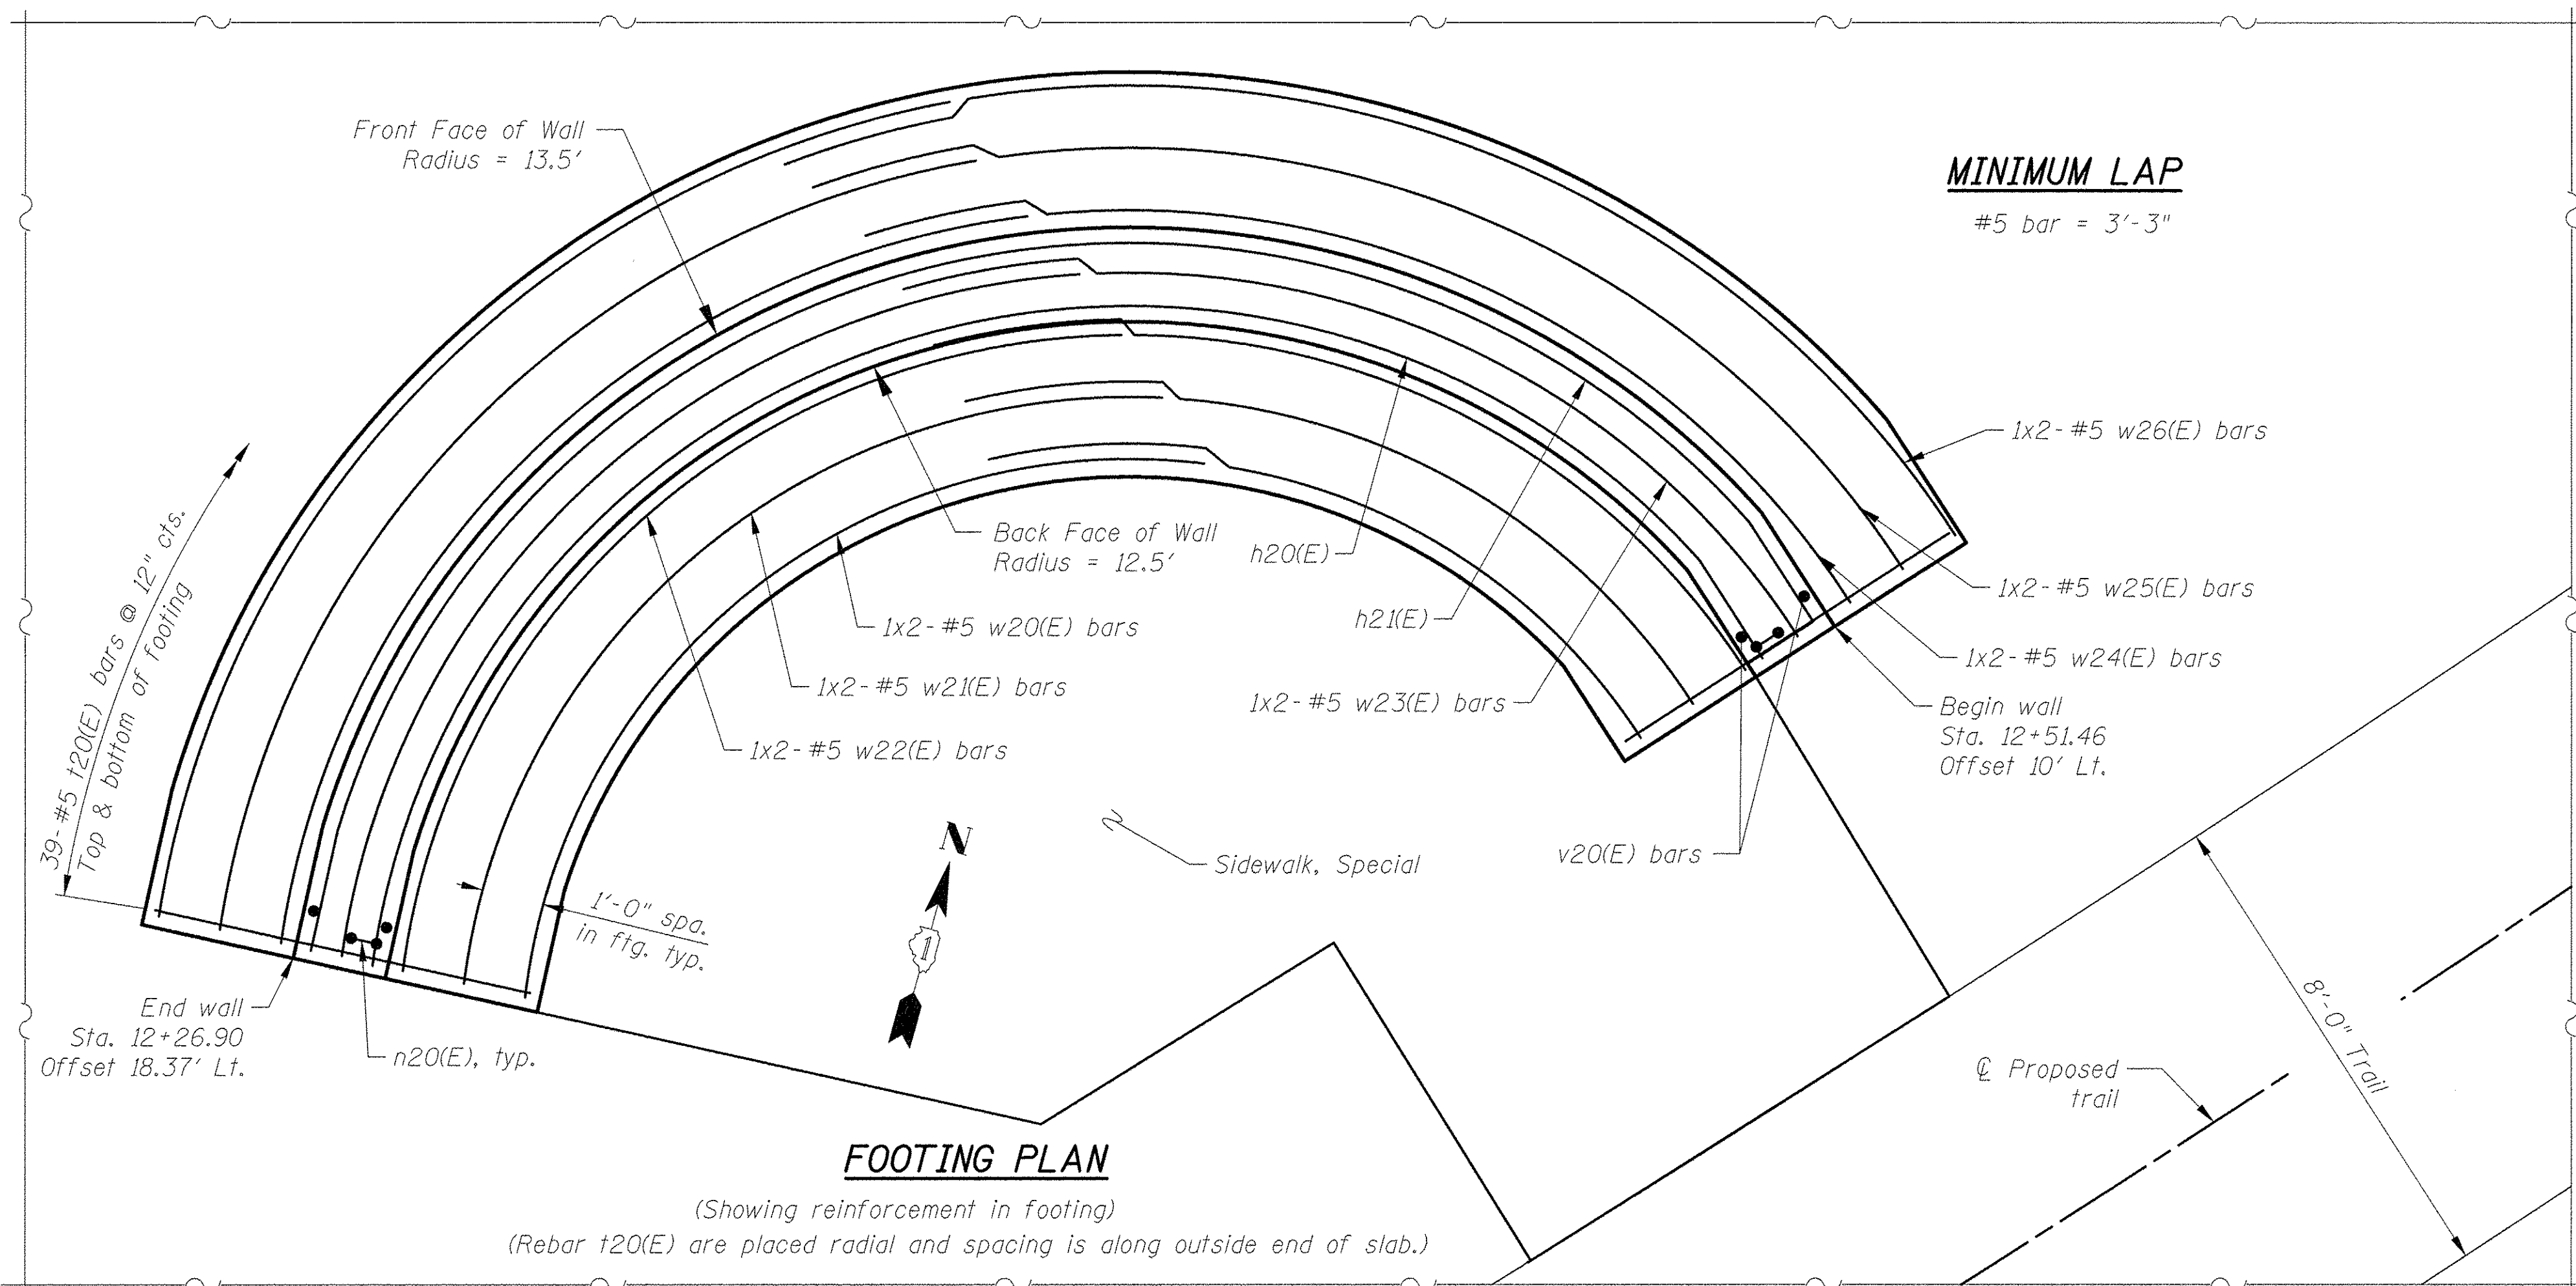 Front Face of Wall
Radius = 13.5'
MINIMUM LAP
#5 bar = 3'-3"
39-#5 t20(E) bars @ 12" cts.
Top & bottom of footing
1x2-#5 w26(E) bars
1x2-#5 w25(E) bars
1x2-#5 w24(E) bars
Back Face of Wall
Radius = 12.5'
h20(E)
h21(E)
1x2-#5 w20(E) bars
1x2-#5 w21(E) bars
1x2-#5 w22(E) bars
1x2-#5 w23(E) bars
Begin wall
Sta. 12+51.46
Offset 10' Lt.
v20(E) bars
Sidewalk, Special
N
1
1'-0" spa.
in ftg. typ.
End wall
Sta. 12+26.90
Offset 18.37' Lt.
n20(E), typ.
8'-0" Trail
℄ Proposed
trail
FOOTING PLAN
(Showing reinforcement in footing)
(Rebar t20(E) are placed radial and spacing is along outside end of slab.)